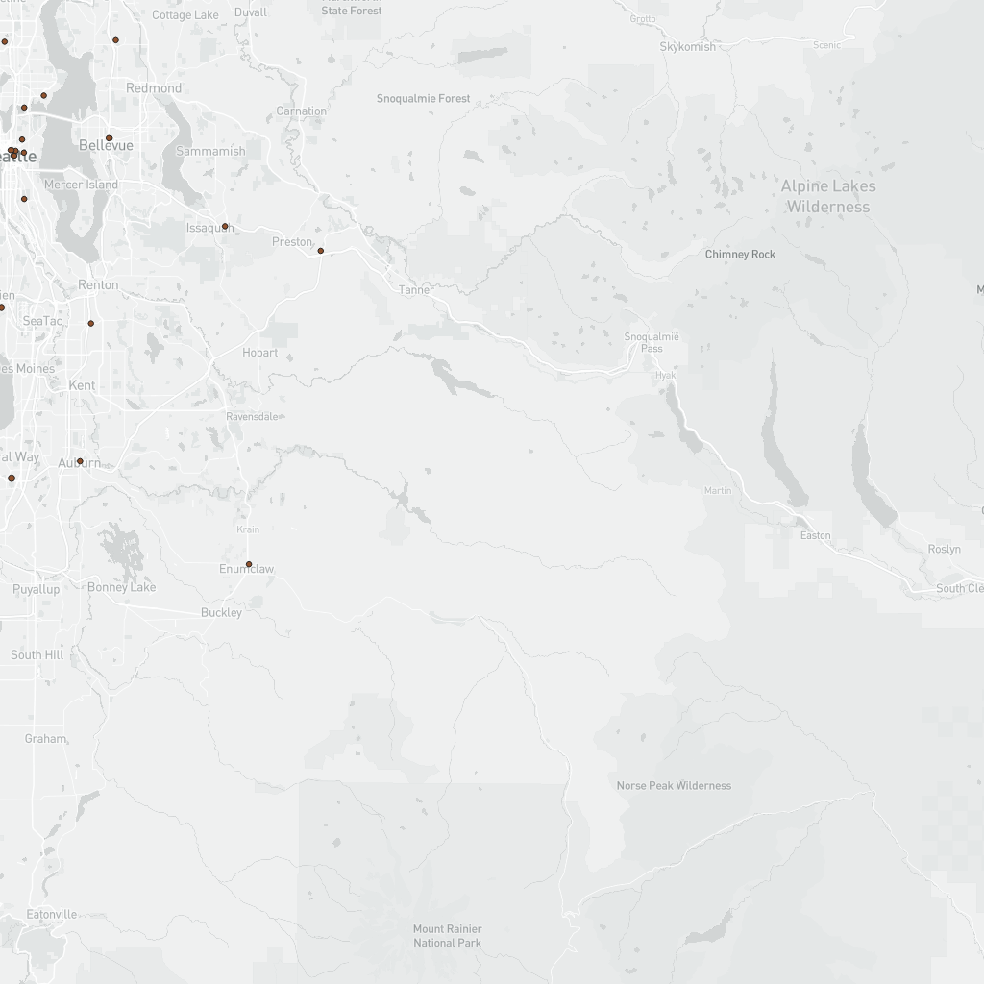 Cottage Lake
Duvall
State Forest
Grotto
Skykomish
Scenic
Redmond
Snoqualmie Forest
Carnation
Bellevue
Sammamish
Mercer Island
Alpine Lakes
Wilderness
Issaquah
Preston
Chimney Rock
Renton
Tanner
SeaTac
Snoqualmie
Pass
Hobart
es Moines
Kent
Hyak
Ravensdale
al Way
Auburn
Martin
Krain
Easton
Roslyn
Enumclaw
Puyallup
Bonney Lake
South Cle
Buckley
South Hill
Graham
Norse Peak Wilderness
Eatonville
Mount Rainier
National Park